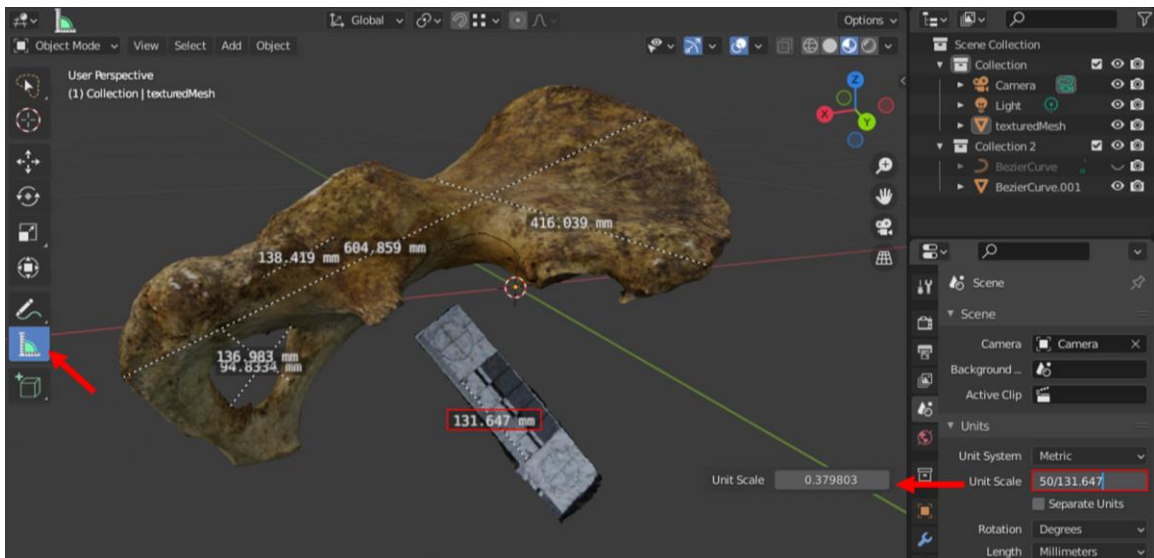 Global
Options
Object Mode View Select Add Object
User Perspective
(1) Collection | texturedMesh
Z
X
Y
416.039 mm
604.859 mm
138.419 mm
136.983 mm
94.8334 mm
131.647 mm
Unit Scale 0.379803
Scene Collection
Collection
Camera
Light
texturedMesh
Collection 2
BezierCurve
BezierCurve.001
Scene
Scene
Camera Camera
Background ...
Active Clip
Units
Unit System Metric
Unit Scale 50/131.647
Separate Units
Rotation Degrees
Length Millimeters